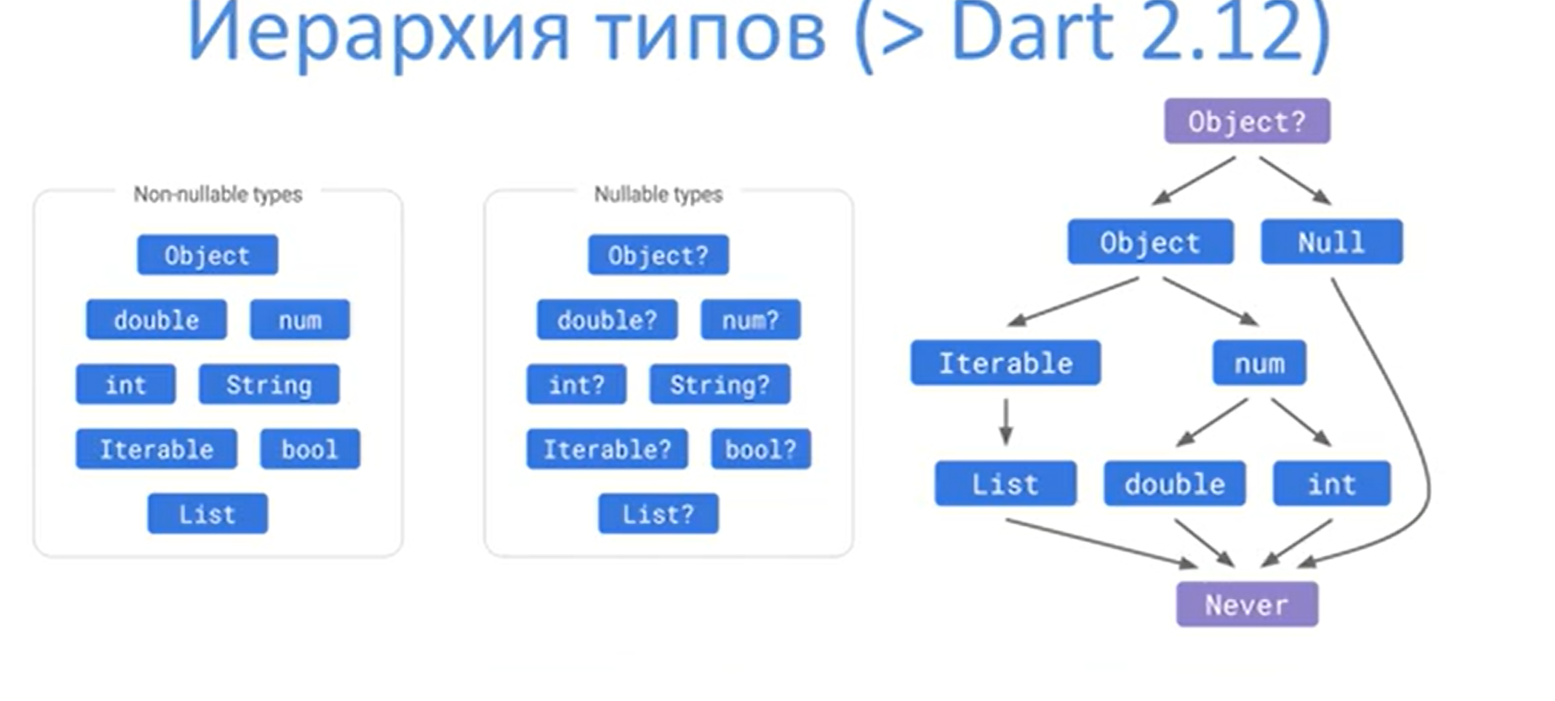 Иерархия типов (> Dart 2.12)
Non-nullable types
Object
double num
int String
Iterable bool
List
Nullable types
Object?
double? num?
int? String?
Iterable? bool?
List?
Object?
Object Null
Iterable num
List double int
Never